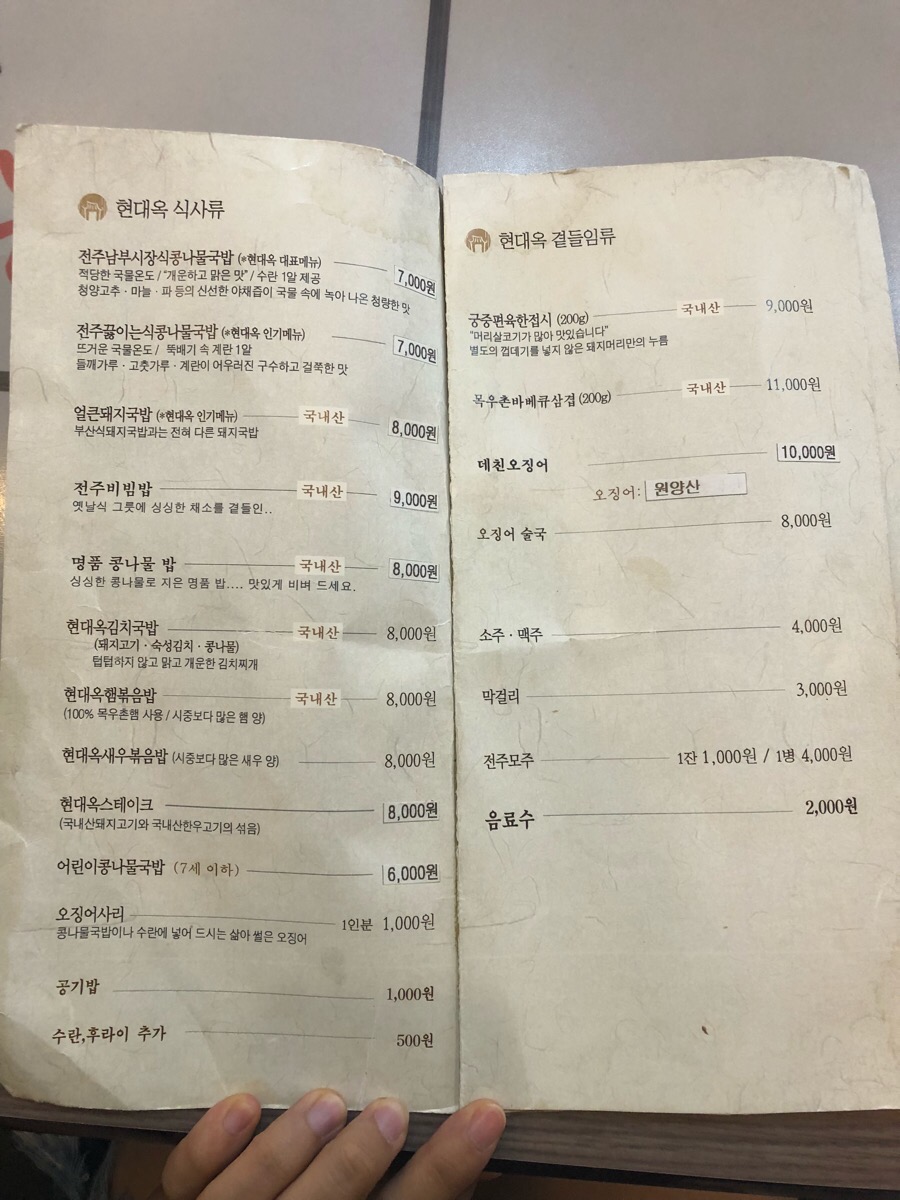 현대옥 식사류
전주남부시장식콩나물국밥 (*현대옥 대표메뉴) 7,000원
적당한 국물온도 / "개운하고 맑은 맛" / 수란 1알 제공
청양고추 · 마늘 · 파 등의 신선한 야채즙이 국물 속에 녹아 나온 청량한 맛
전주끓이는식콩나물국밥 (*현대옥 인기메뉴) 7,000원
뜨거운 국물온도 / 뚝배기 속 계란 1알
들깨가루 · 고춧가루 · 계란이 어우러진 구수하고 걸쭉한 맛
얼큰돼지국밥 (*현대옥 인기메뉴) 국내산 8,000원
부산식돼지국밥과는 전혀 다른 돼지국밥
전주비빔밥 국내산 9,000원
옛날식 그릇에 싱싱한 채소를 곁들인..
명품 콩나물 밥 국내산 8,000원
싱싱한 콩나물로 지은 명품 밥.... 맛있게 비벼 드세요.
현대옥김치국밥 국내산 8,000원
(돼지고기 · 숙성김치 · 콩나물)
텁텁하지 않고 맑고 개운한 김치찌개
현대옥햄볶음밥 국내산 8,000원
(100% 목우촌햄 사용 / 시중보다 많은 햄 양)
현대옥새우볶음밥 (시중보다 많은 새우 양) 8,000원
현대옥스테이크 8,000원
(국내산돼지고기와 국내산한우고기의 섞음)
어린이콩나물국밥 (7세 이하) 6,000원
오징어사리 1인분 1,000원
콩나물국밥이나 수란에 넣어 드시는 삶아 썰은 오징어
공기밥 1,000원
수란,후라이 추가 500원
현대옥 곁들임류
궁중편육한접시 (200g) 국내산 9,000원
"머리살코기가 많아 맛있습니다"
별도의 껍데기를 넣지 않은 돼지머리만의 누름
목우촌바베큐삼겹 (200g) 국내산 11,000원
데친오징어 10,000원
오징어: 원양산
오징어 술국 8,000원
소주 · 맥주 4,000원
막걸리 3,000원
전주모주 1잔 1,000원 / 1병 4,000원
음료수 2,000원